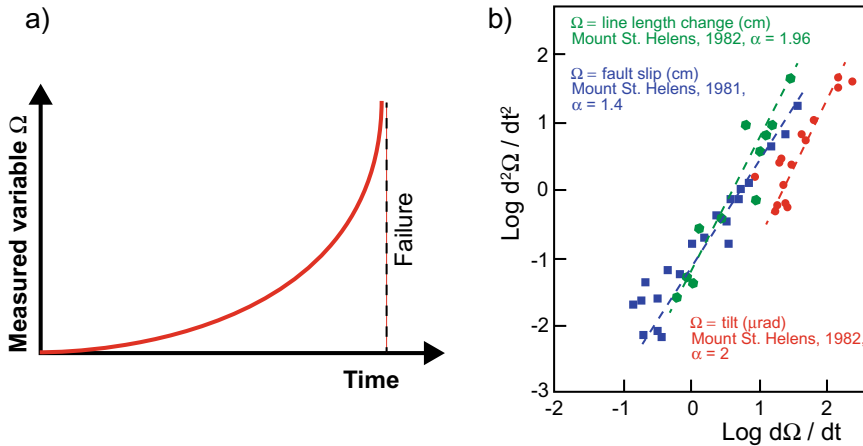 a)
Measured variable Ω
Failure
Time
b)
Ω = line length change (cm)
Mount St. Helens, 1982, α = 1.96
Ω = fault slip (cm)
Mount St. Helens, 1981,
α = 1.4
Ω = tilt (μrad)
Mount St. Helens, 1982,
α = 2
Log d²Ω / dt²
2
1
0
-1
-2
-3
-2
-1
0
1
2
Log dΩ / dt